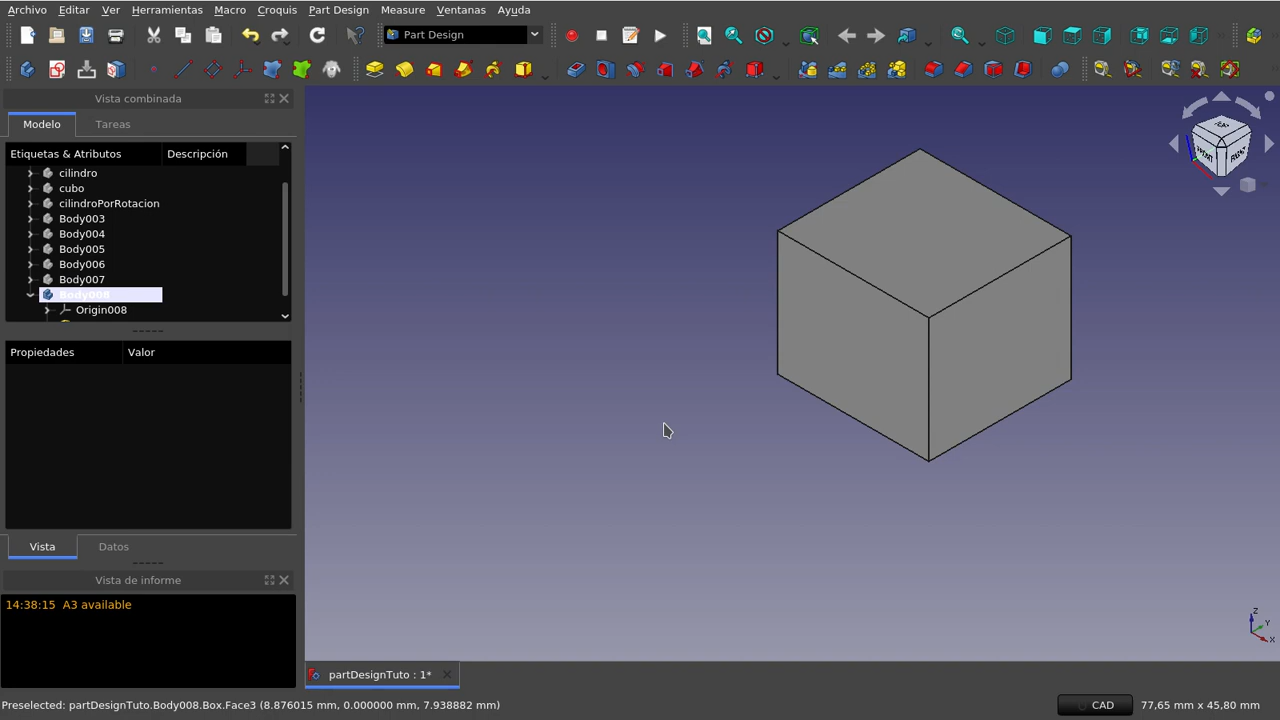 Archivo Editar Ver Herramientas Macro Croquis Part Design Measure Ventanas Ayuda
Part Design
Vista combinada
Modelo Tareas
Etiquetas & Atributos Descripción
cilindro
cubo
cilindroPorRotacion
Body003
Body004
Body005
Body006
Body007
Body008
Origin008
Propiedades Valor
Vista Datos
Vista de informe
14:38:15 A3 available
partDesignTuto : 1*
Z
Y
X
Preselected: partDesignTuto.Body008.Box.Face3 (8.876015 mm, 0.000000 mm, 7.938882 mm)
CAD 77,65 mm x 45,80 mm